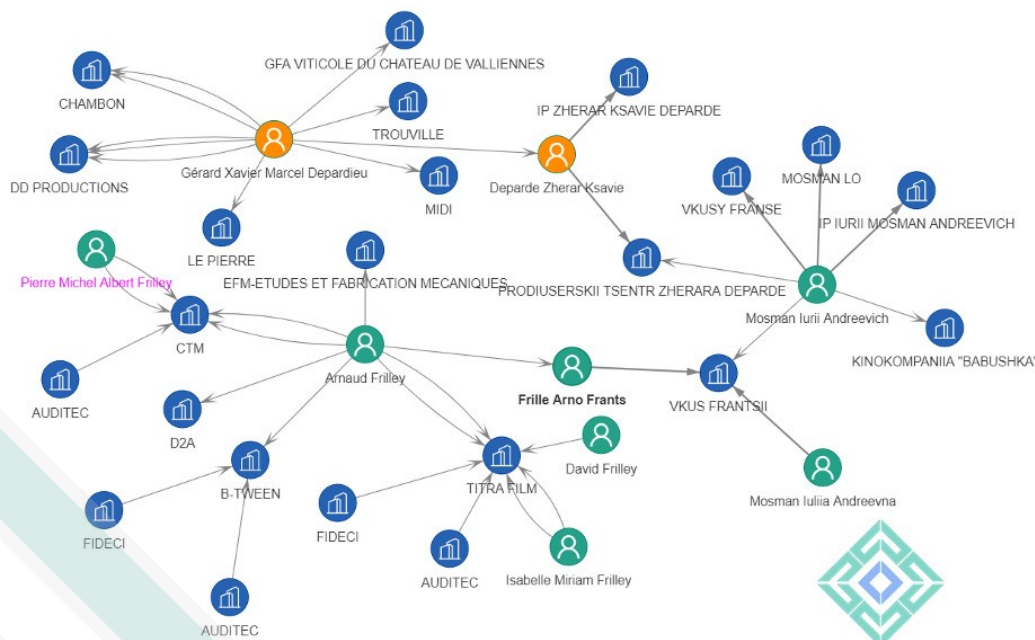 GFA VITICOLE DU CHATEAU DE VALLIENNES
CHAMBON
IP ZHERAR KSAVIE DEPARDE
TROUVILLE
Gérard Xavier Marcel Depardieu
Deparde Zherar Ksavie
MOSMAN LO
DD PRODUCTIONS
MIDI
VKUSY FRANSE
IP IURII MOSMAN ANDREEVICH
LE PIERRE
Pierre Michel Albert Frilley
EFM-ETUDES ET FABRICATION MECANIQUES
PRODIUSERSKII TSENTR ZHERARA DEPARDE
Mosman Iurii Andreevich
CTM
KINOKOMPANIIA "BABUSHKA"
Arnaud Frilley
Frille Arno Frants
AUDITEC
VKUS FRANTSII
D2A
David Frilley
B-TWEEN
TITRA FILM
Mosman Iuliia Andreevna
FIDECI
FIDECI
AUDITEC
Isabelle Miriam Frilley
AUDITEC